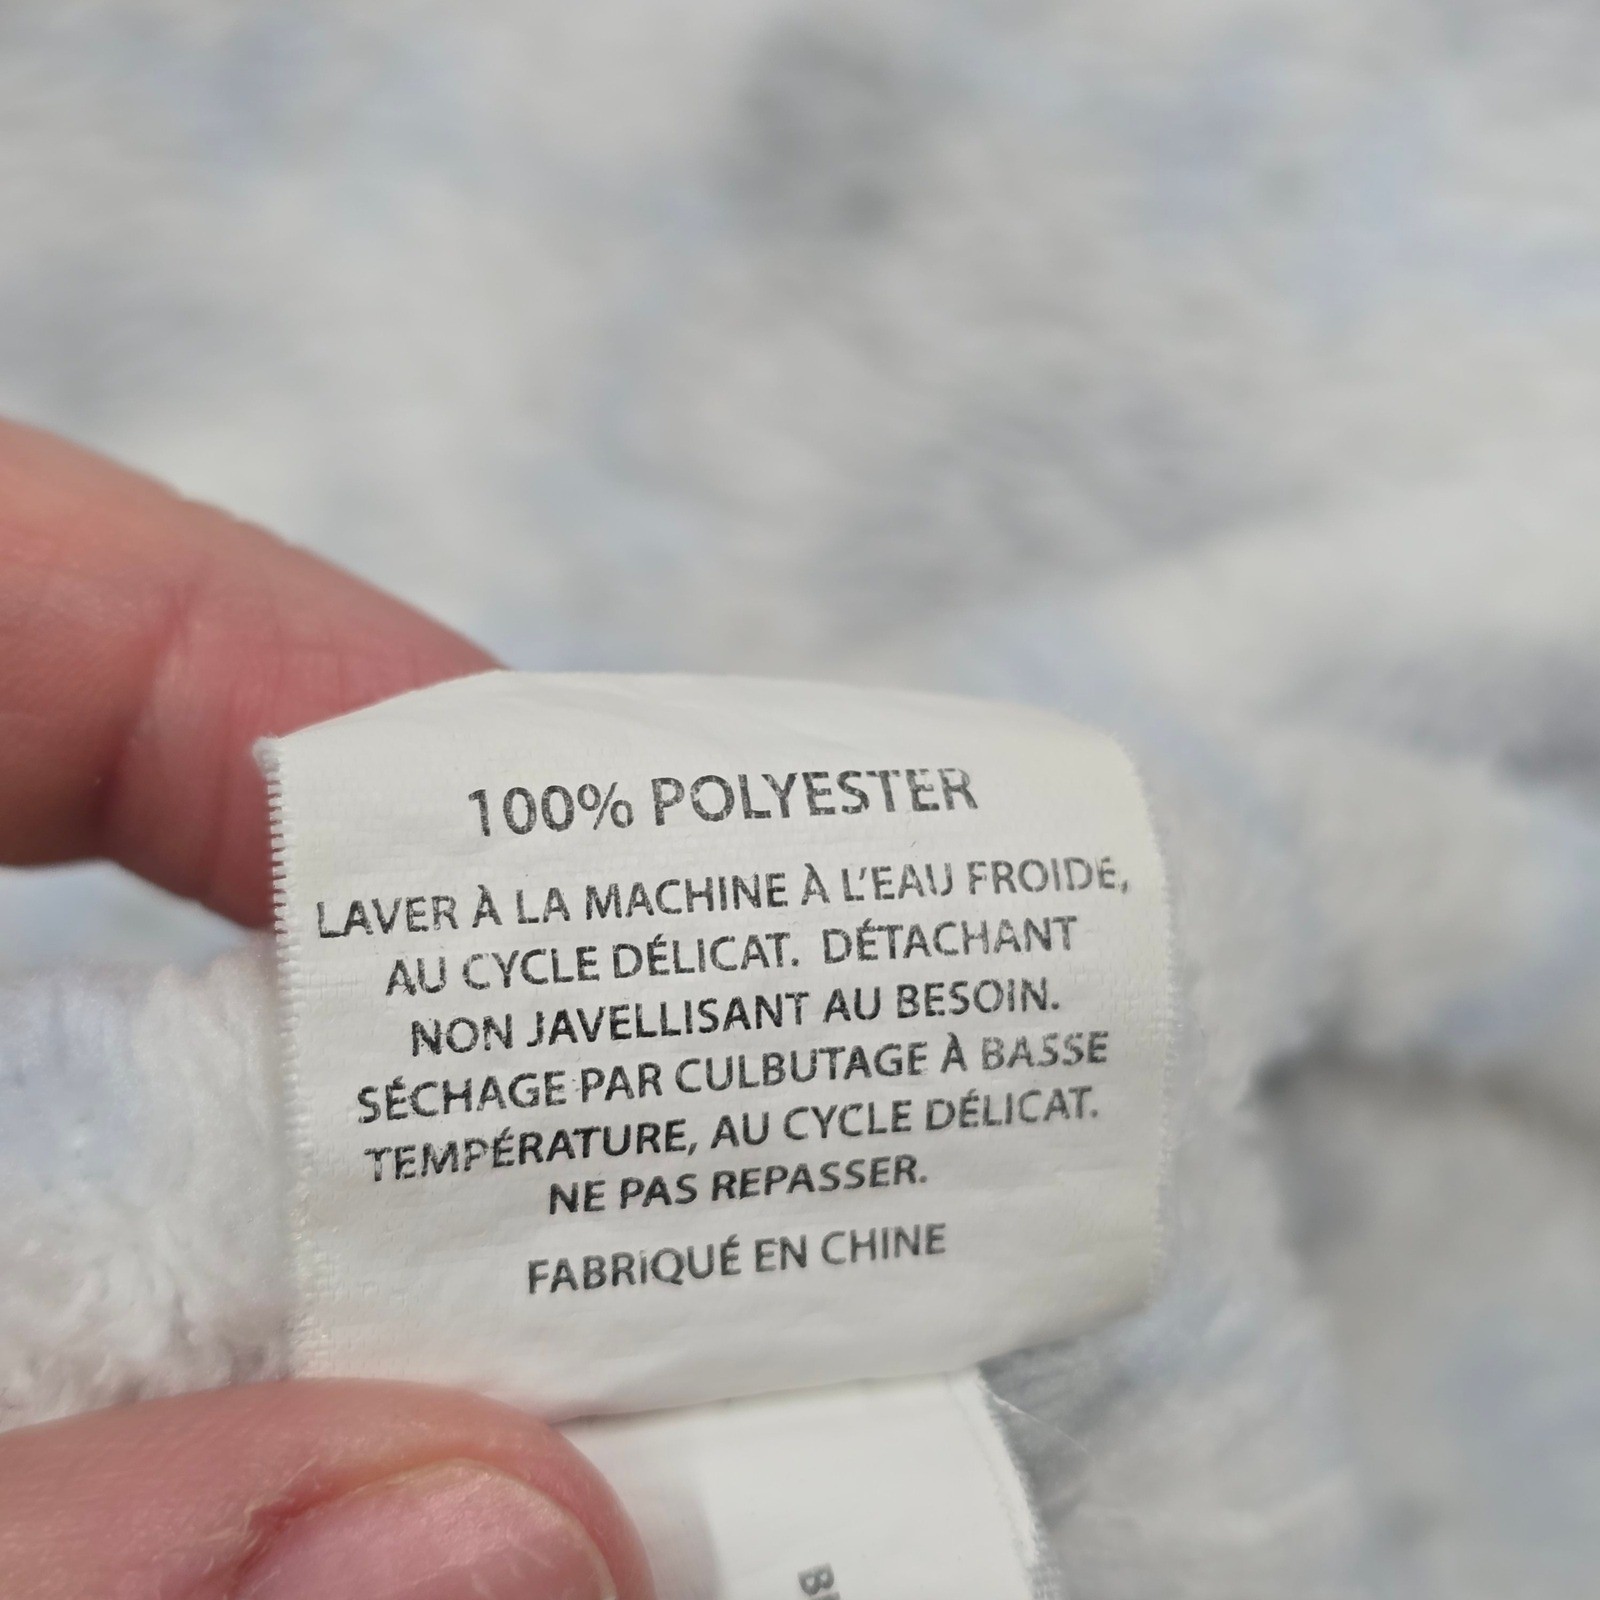 100% POLYESTER
LAVER À LA MACHINE À L'EAU FROIDE,
AU CYCLE DÉLICAT. DÉTACHANT
NON JAVELLISANT AU BESOIN.
SÉCHAGE PAR CULBUTAGE À BASSE
TEMPÉRATURE, AU CYCLE DÉLICAT.
NE PAS REPASSER.
FABRIQUÉ EN CHINE